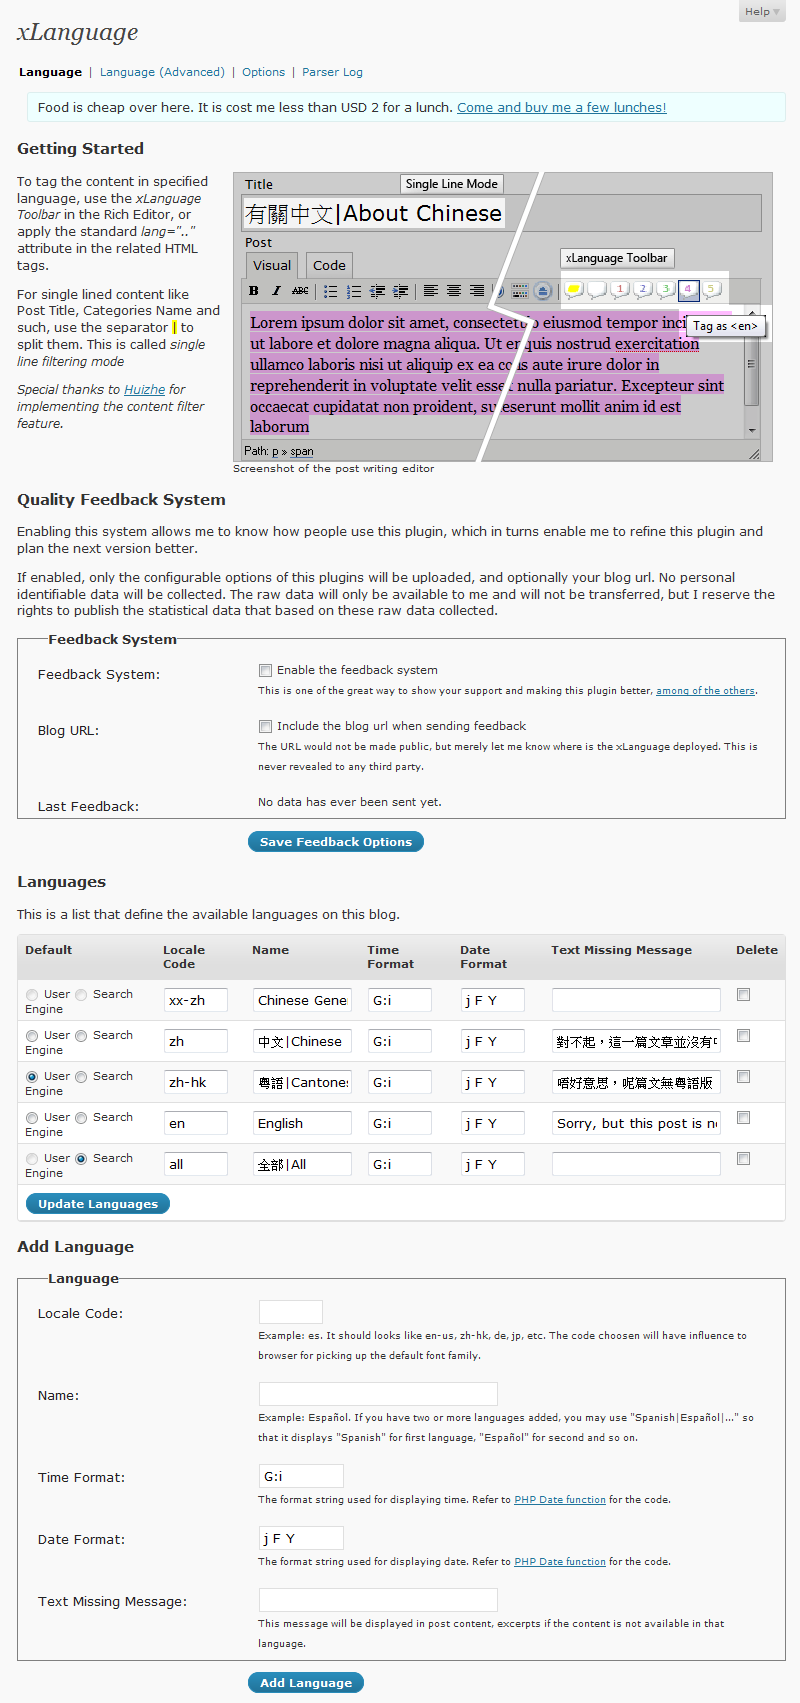 Help
xLanguage
Language | Language (Advanced) | Options | Parser Log
Food is cheap over here. It is cost me less than USD 2 for a lunch. Come and buy me a few lunches!
Getting Started
To tag the content in specified
language, use the xLanguage
Toolbar in the Rich Editor, or
apply the standard lang=".."
attribute in the related HTML
tags.
For single lined content like
Post Title, Categories Name and
such, use the separator | to
split them. This is called single
line filtering mode
Special thanks to Huizhe for
implementing the content filter
feature.
Title
Single Line Mode
有關中文|About Chinese
Post
xLanguage Toolbar
Visual Code
B I ABC 1 2 3 4 5
Tag as <en>
Lorem ipsum dolor sit amet, consectetu eiusmod tempor inci
ut labore et dolore magna aliqua. Ut en quis nostrud exercitation
ullamco laboris nisi ut aliquip ex ea co us aute irure dolor in
reprehenderit in voluptate velit esse nulla pariatur. Excepteur sint
occaecat cupidatat non proident, su eserunt mollit anim id est
laborum
Path: p » span
Screenshot of the post writing editor
Quality Feedback System
Enabling this system allows me to know how people use this plugin, which in turns enable me to refine this plugin and
plan the next version better.
If enabled, only the configurable options of this plugins will be uploaded, and optionally your blog url. No personal
identifiable data will be collected. The raw data will only be available to me and will not be transferred, but I reserve the
rights to publish the statistical data that based on these raw data collected.
Feedback System
Feedback System: Enable the feedback system
This is one of the great way to show your support and making this plugin better, among of the others.
Blog URL: Include the blog url when sending feedback
The URL would not be made public, but merely let me know where is the xLanguage deployed. This is
never revealed to any third party.
Last Feedback: No data has ever been sent yet.
Save Feedback Options
Languages
This is a list that define the available languages on this blog.
Default Locale Code Name Time Format Date Format Text Missing Message Delete
User Search Engine xx-zh Chinese Gene G:i j F Y
User Search Engine zh 中文|Chinese G:i j F Y 對不起，這一篇文章並沒有
User Search Engine zh-hk 粵語|Cantones G:i j F Y 唔好意思，呢篇文無粵語版
User Search Engine en English G:i j F Y Sorry, but this post is n
User Search Engine all 全部|All G:i j F Y
Update Languages
Add Language
Language
Locale Code:
Example: es. It should looks like en-us, zh-hk, de, jp, etc. The code choosen will have influence to
browser for picking up the default font family.
Name:
Example: Español. If you have two or more languages added, you may use "Spanish|Español|..." so
that it displays "Spanish" for first language, "Español" for second and so on.
Time Format: G:i
The format string used for displaying time. Refer to PHP Date function for the code.
Date Format: j F Y
The format string used for displaying date. Refer to PHP Date function for the code.
Text Missing Message:
This message will be displayed in post content, excerpts if the content is not available in that
language.
Add Language